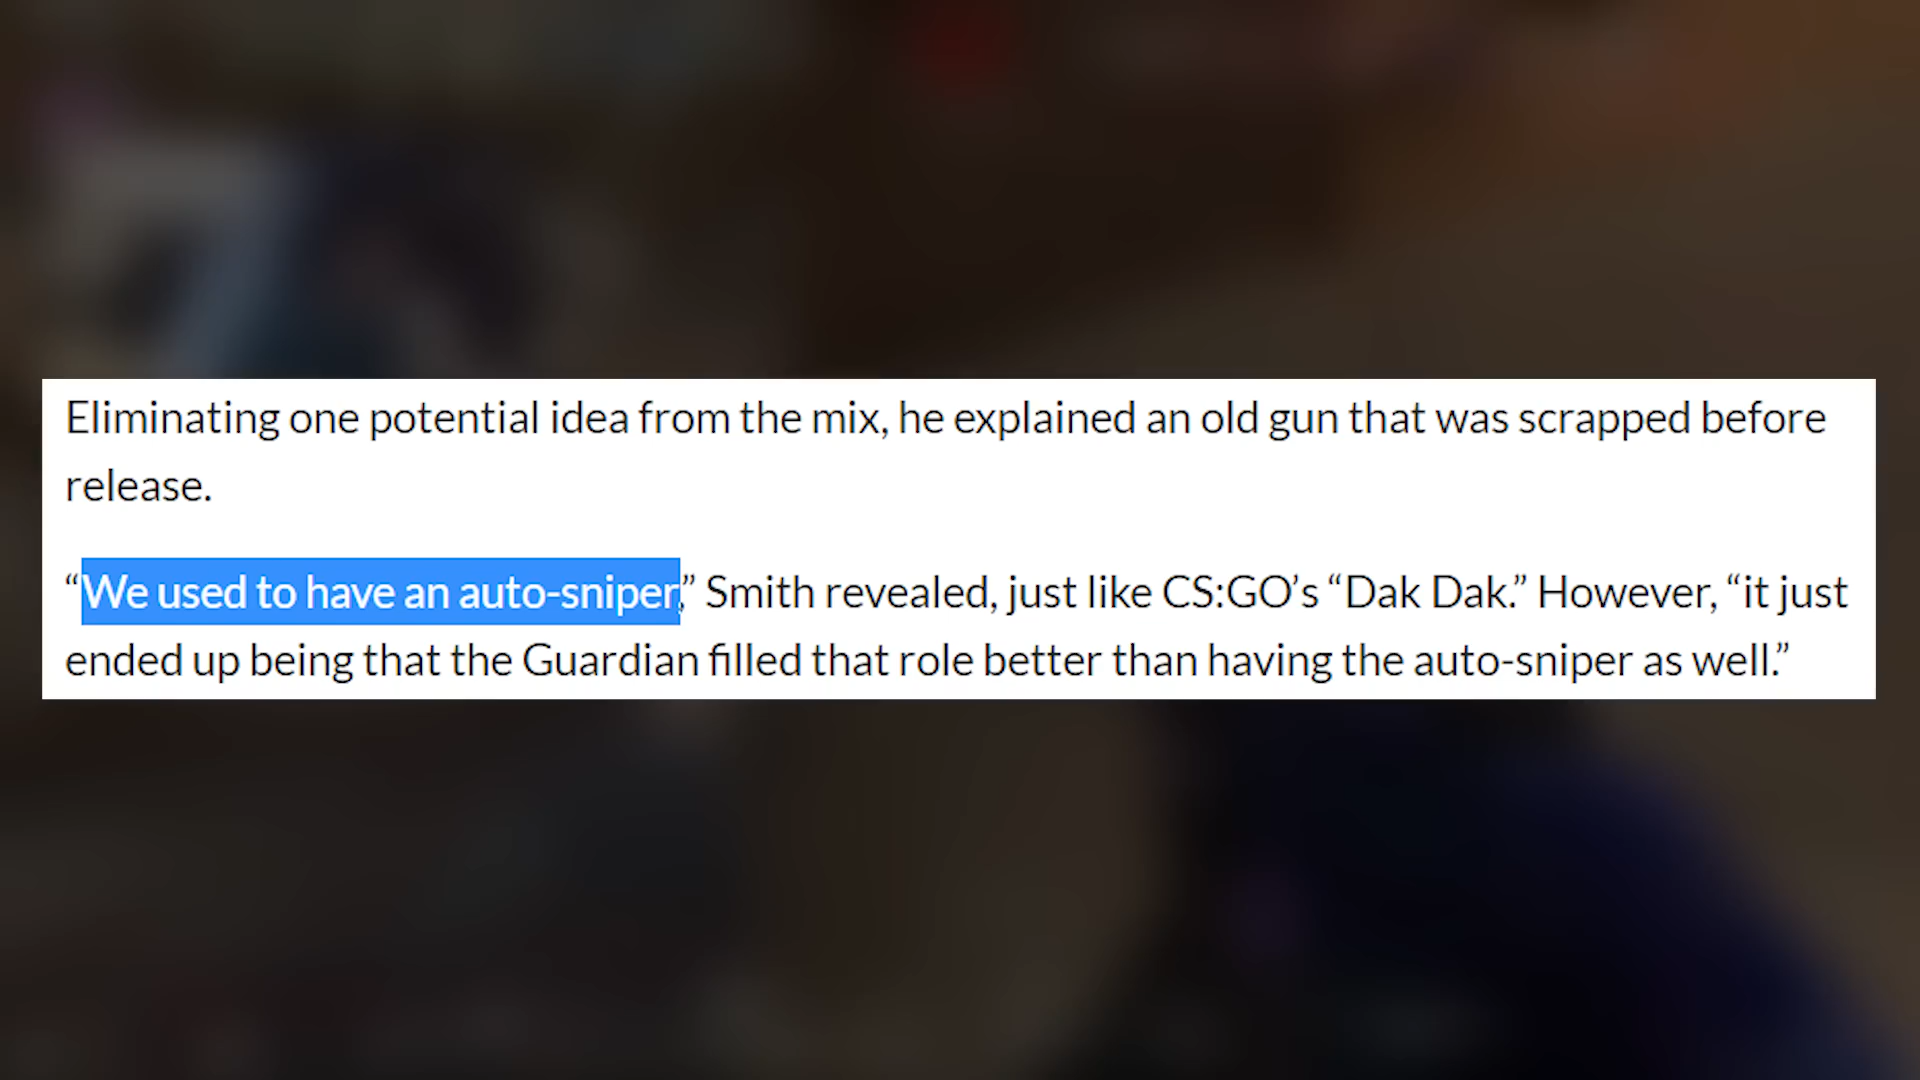 Eliminating one potential idea from the mix, he explained an old gun that was scrapped before
release.
“We used to have an auto-sniper,” Smith revealed, just like CS:GO’s “Dak Dak.” However, “it just
ended up being that the Guardian filled that role better than having the auto-sniper as well.”